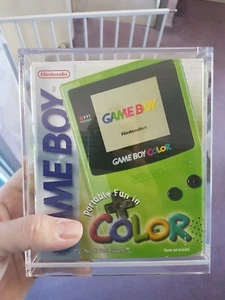 Nintendo
GAME BOY
GAME BOY
Nintendo
GAME BOY COLOR
Portable Fun in
COLOR